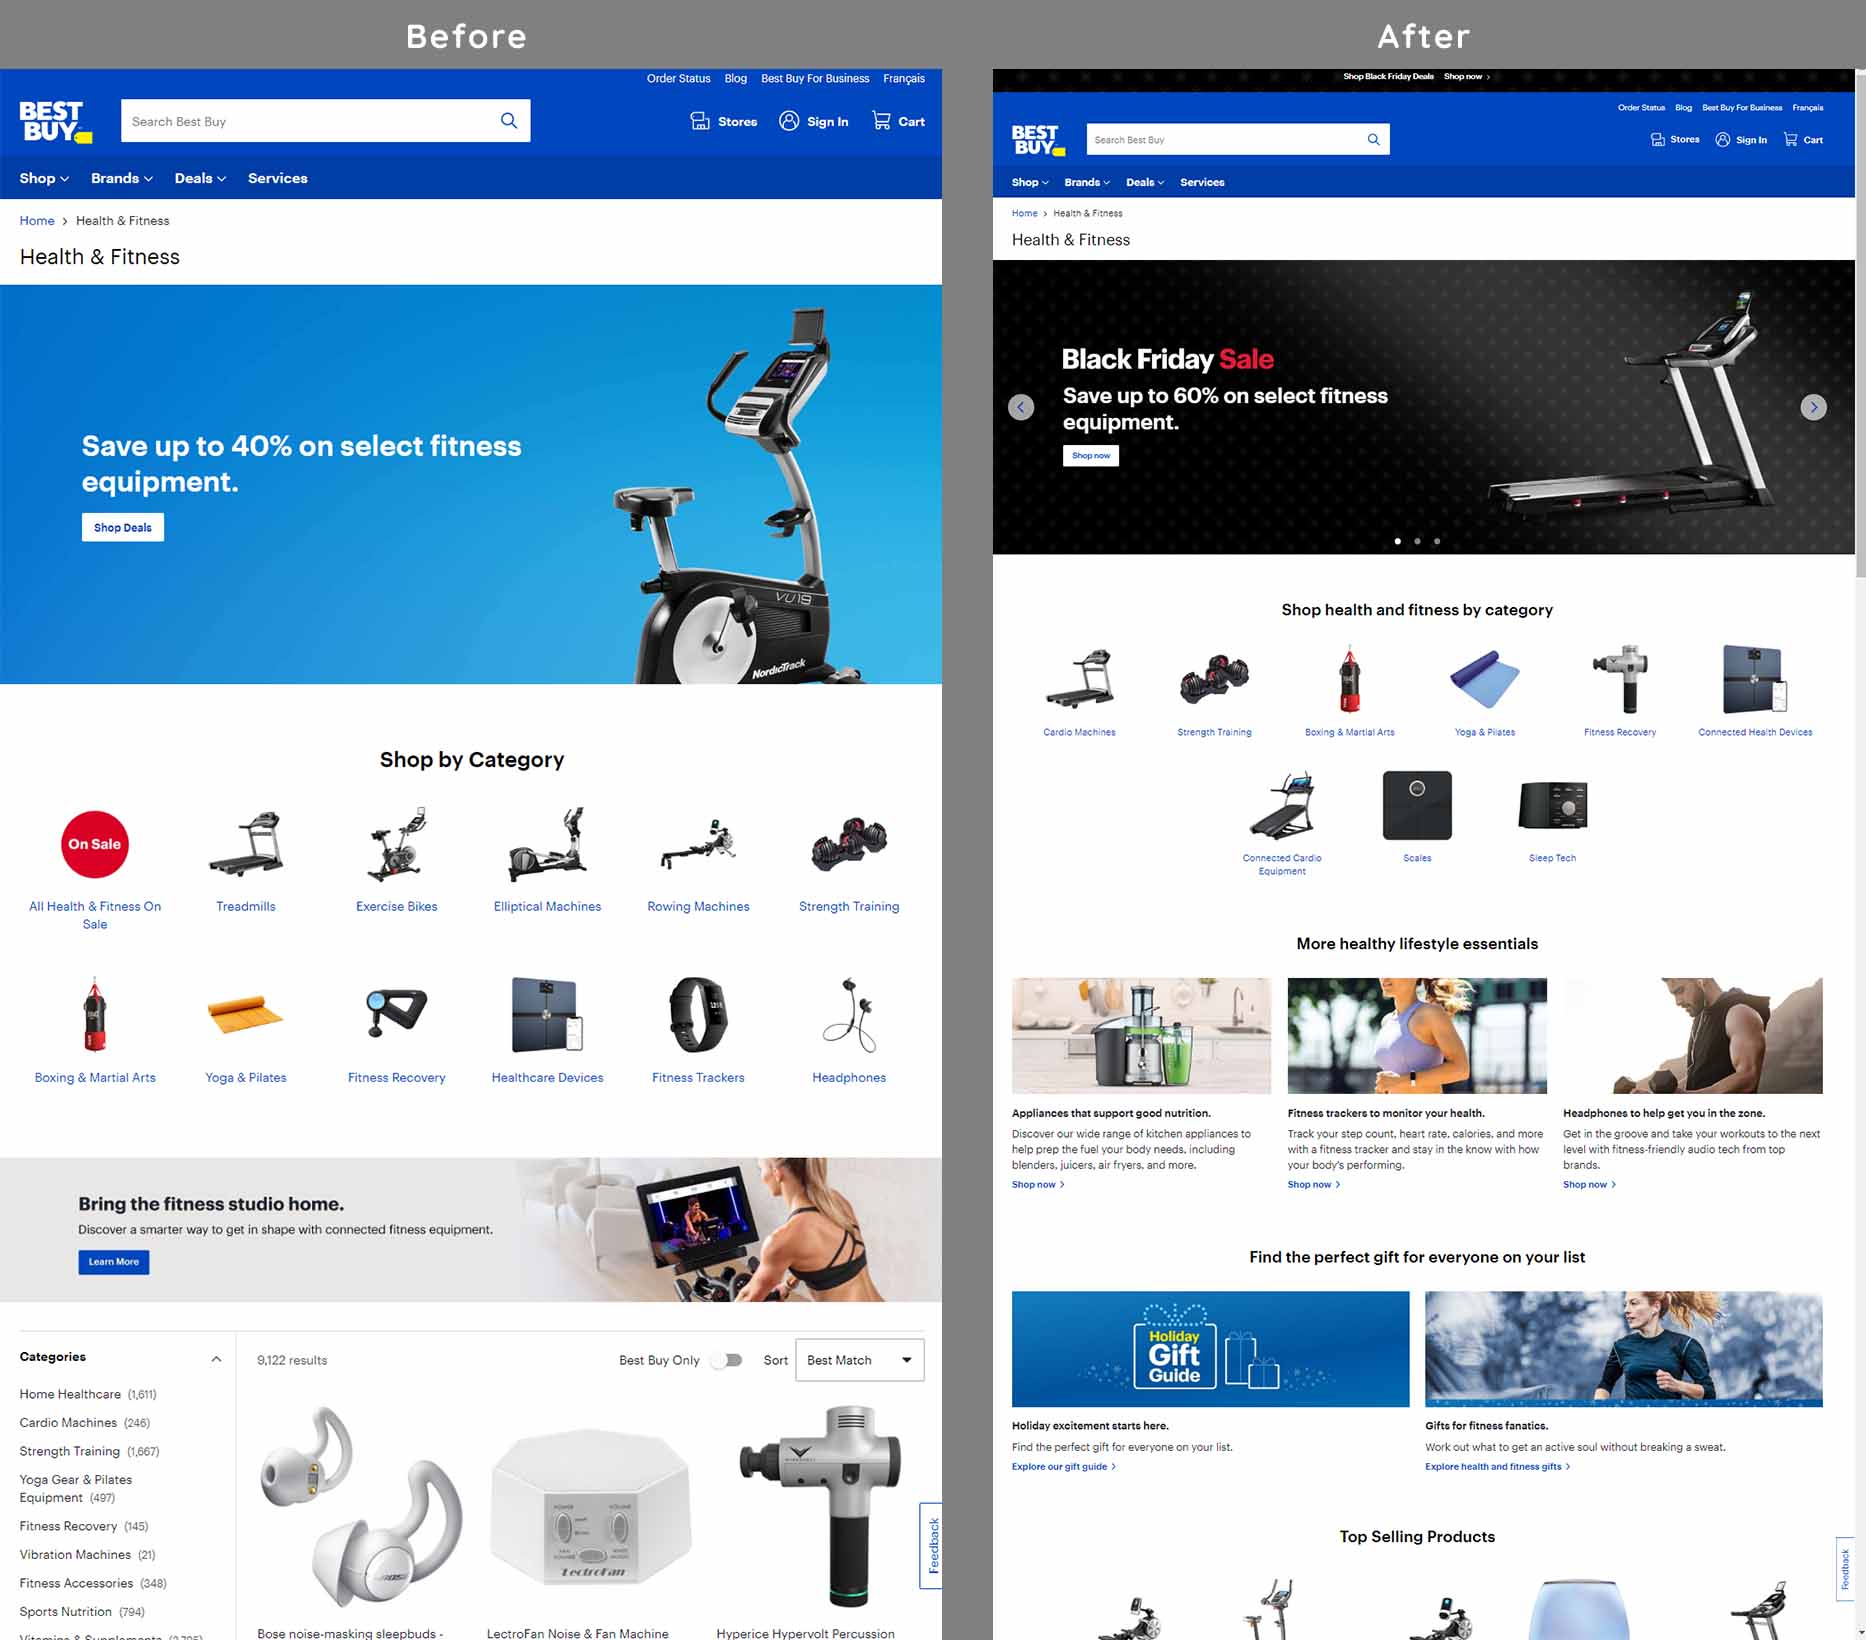 Before
Order Status Blog Best Buy For Business Français
BEST BUY
Search Best Buy
Stores Sign In Cart
Shop Brands Deals Services
Home > Health & Fitness
Health & Fitness
Save up to 40% on select fitness
equipment.
Shop Deals
VU19
NordicTrack
Shop by Category
On Sale
All Health & Fitness On
Sale
Treadmills
Exercise Bikes
Elliptical Machines
Rowing Machines
Strength Training
Boxing & Martial Arts
Yoga & Pilates
Fitness Recovery
Healthcare Devices
Fitness Trackers
Headphones
Bring the fitness studio home.
Discover a smarter way to get in shape with connected fitness equipment.
Learn More
Categories
Home Healthcare (1,611)
Cardio Machines (246)
Strength Training (1,667)
Yoga Gear & Pilates
Equipment (497)
Fitness Recovery (145)
Vibration Machines (21)
Fitness Accessories (348)
Sports Nutrition (794)
9,122 results
Best Buy Only
Sort
Best Match
BOSE
POWER
VOLUME
LectroFan
HYPERVOLT
Feedback
Bose noise-masking sleepbuds -
LectroFan Noise & Fan Machine
Hyperice Hypervolt Percussion
After
Shop Black Friday Deals Shop now >
Order Status Blog Best Buy For Business Français
BEST BUY
Search Best Buy
Stores Sign In Cart
Shop Brands Deals Services
Home > Health & Fitness
Health & Fitness
Black Friday Sale
Save up to 60% on select fitness
equipment.
Shop now
Shop health and fitness by category
Cardio Machines
Strength Training
Boxing & Martial Arts
Yoga & Pilates
Fitness Recovery
Connected Health Devices
Connected Cardio
Equipment
Scales
Sleep Tech
More healthy lifestyle essentials
Appliances that support good nutrition.
Discover our wide range of kitchen appliances to
help prep the fuel your body needs, including
blenders, juicers, air fryers, and more.
Shop now >
Fitness trackers to monitor your health.
Track your step count, heart rate, calories, and more
with a fitness tracker and stay in the know with how
your body's performing.
Shop now >
Headphones to help get you in the zone.
Get in the groove and take your workouts to the next
level with fitness-friendly audio tech from top
brands.
Shop now >
Find the perfect gift for everyone on your list
Holiday
Gift
Guide
Holiday excitement starts here.
Find the perfect gift for everyone on your list.
Explore our gift guide >
Gifts for fitness fanatics.
Work out what to get an active soul without breaking a sweat.
Explore health and fitness gifts >
Top Selling Products
Feedback